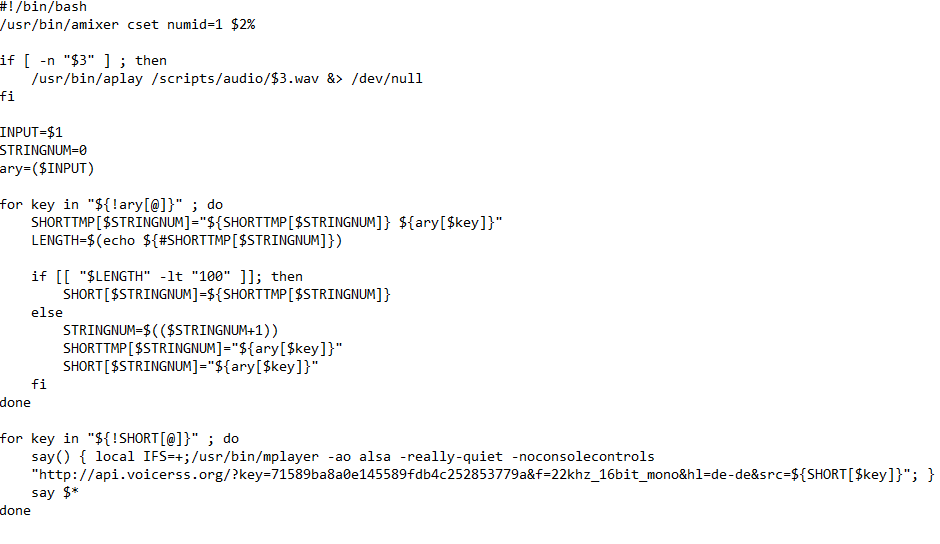 #!/bin/bash
/usr/bin/amixer cset numid=1 $2%

if [ -n "$3" ] ; then
    /usr/bin/aplay /scripts/audio/$3.wav &> /dev/null
fi

INPUT=$1
STRINGNUM=0
ary=($INPUT)

for key in "${!ary[@]}" ; do
    SHORTTMP[$STRINGNUM]="${SHORTTMP[$STRINGNUM]} ${ary[$key]}"
    LENGTH=$(echo ${#SHORTTMP[$STRINGNUM]})

    if [[ "$LENGTH" -lt "100" ]]; then
        SHORT[$STRINGNUM]=${SHORTTMP[$STRINGNUM]}
    else
        STRINGNUM=$(($STRINGNUM+1))
        SHORTTMP[$STRINGNUM]="${ary[$key]}"
        SHORT[$STRINGNUM]="${ary[$key]}"
    fi
done

for key in "${!SHORT[@]}" ; do
    say() { local IFS=+;/usr/bin/mplayer -ao alsa -really-quiet -noconsolecontrols
    "http://api.voicerss.org/?key=71589ba8a0e145589fdb4c252853779a&f=22khz_16bit_mono&hl=de-de&src=${SHORT[$key]}"; }
    say $*
done